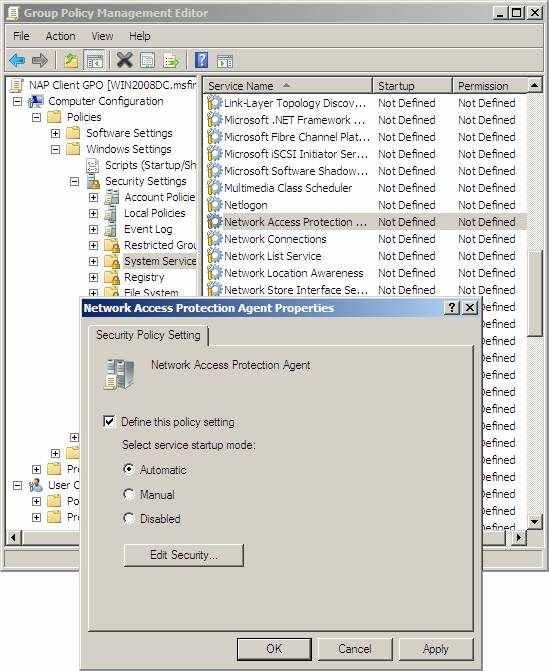 Group Policy Management Editor
File Action View Help
NAP Client GPO [WIN2008DC.msfir
Computer Configuration
Policies
Software Settings
Windows Settings
Scripts (Startup/Sh
Security Settings
Account Policie
Local Policies
Event Log
Restricted Grou
System Service
Registry
File System
Pr
User C
Po
Pr
Service Name Startup Permission
Link-Layer Topology Discov... Not Defined Not Defined
Microsoft .NET Framework ... Not Defined Not Defined
Microsoft Fibre Channel Plat... Not Defined Not Defined
Microsoft iSCSI Initiator Ser... Not Defined Not Defined
Microsoft Software Shadow... Not Defined Not Defined
Multimedia Class Scheduler Not Defined Not Defined
Netlogon Not Defined Not Defined
Network Access Protection ... Not Defined Not Defined
Network Connections Not Defined Not Defined
Network List Service Not Defined Not Defined
Network Location Awareness Not Defined Not Defined
Network Store Interface Se... Not Defined Not Defined
Network Access Protection Agent Properties
Security Policy Setting
Network Access Protection Agent
Define this policy setting
Select service startup mode:
Automatic
Manual
Disabled
Edit Security...
OK Cancel Apply